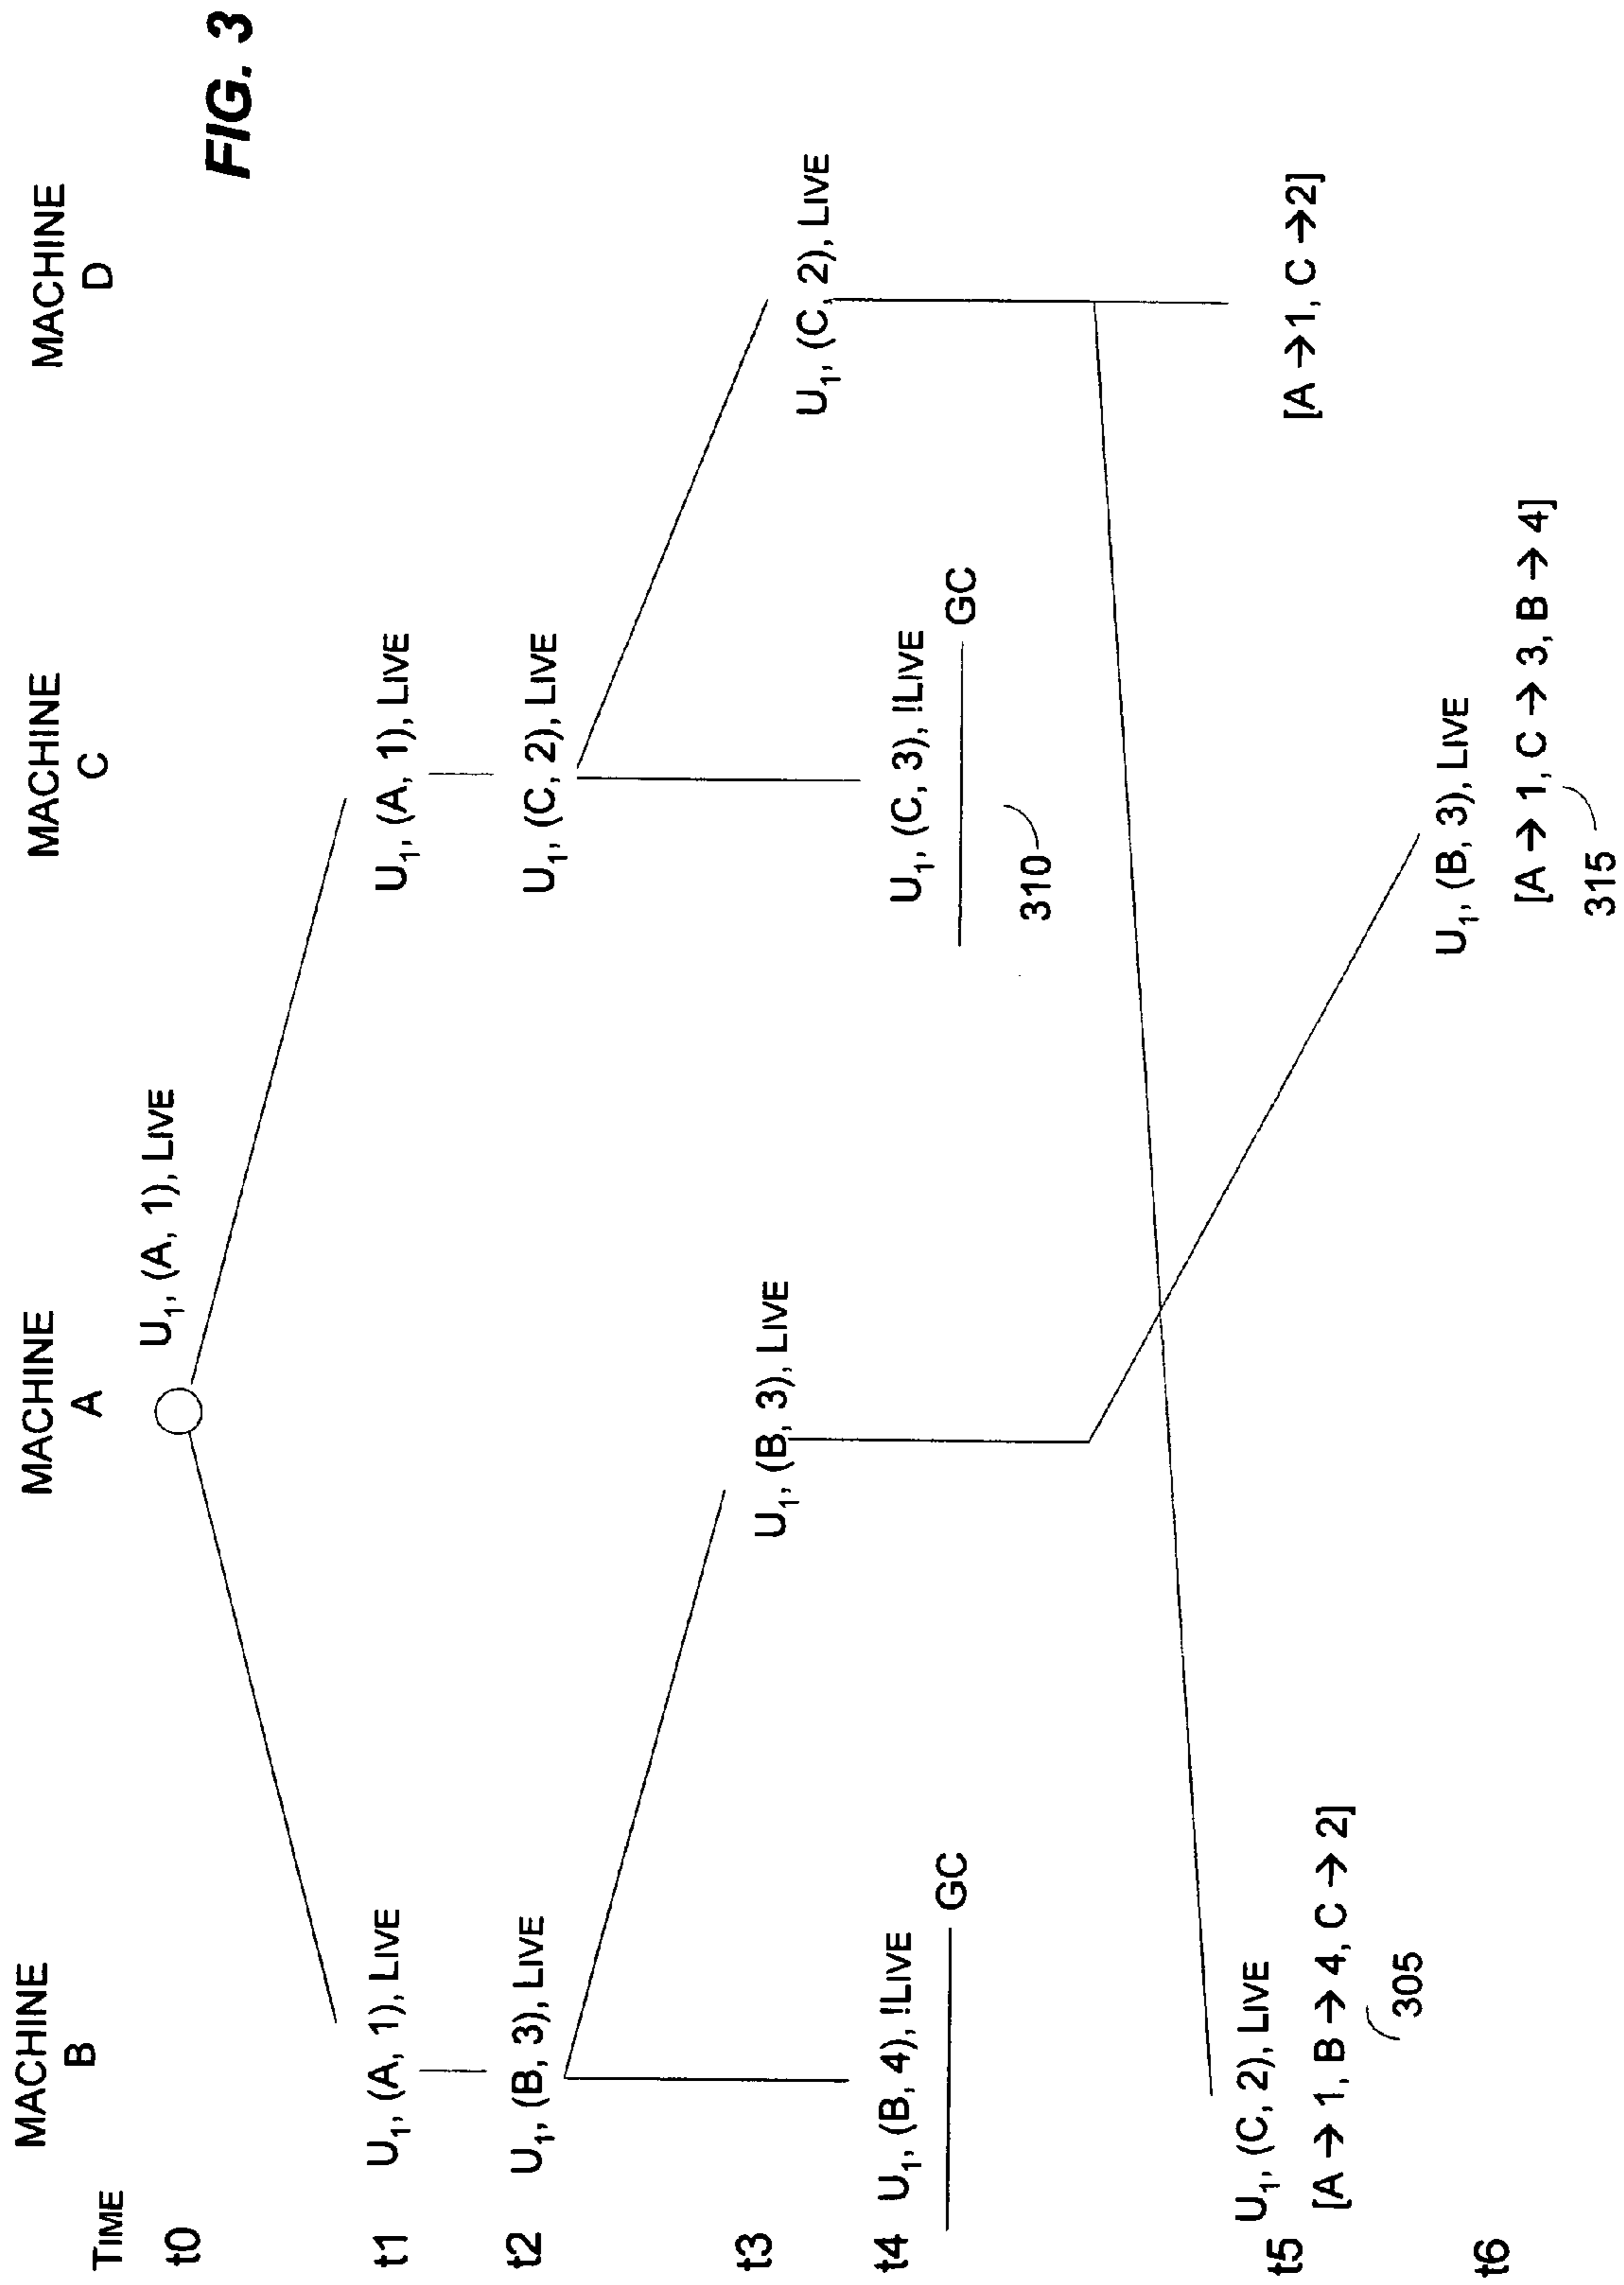 FIG. 3
TIME
MACHINE
B
MACHINE
A
MACHINE
C
MACHINE
D
t0
U1, (A, 1), LIVE
t1
U1, (A, 1), LIVE
U1, (A, 1), LIVE
t2
U1, (B, 3), LIVE
U1, (C, 2), LIVE
t3
U1, (B, 3), LIVE
U1, (C, 2), LIVE
t4
U1, (B, 4), !LIVE
U1, (C, 3), !LIVE
GC
GC
310
t5
U1, (C, 2), LIVE
[A → 1, B → 4, C → 2]
305
[A → 1, C → 2]
t6
U1, (B, 3), LIVE
[A → 1, C → 3, B → 4]
315